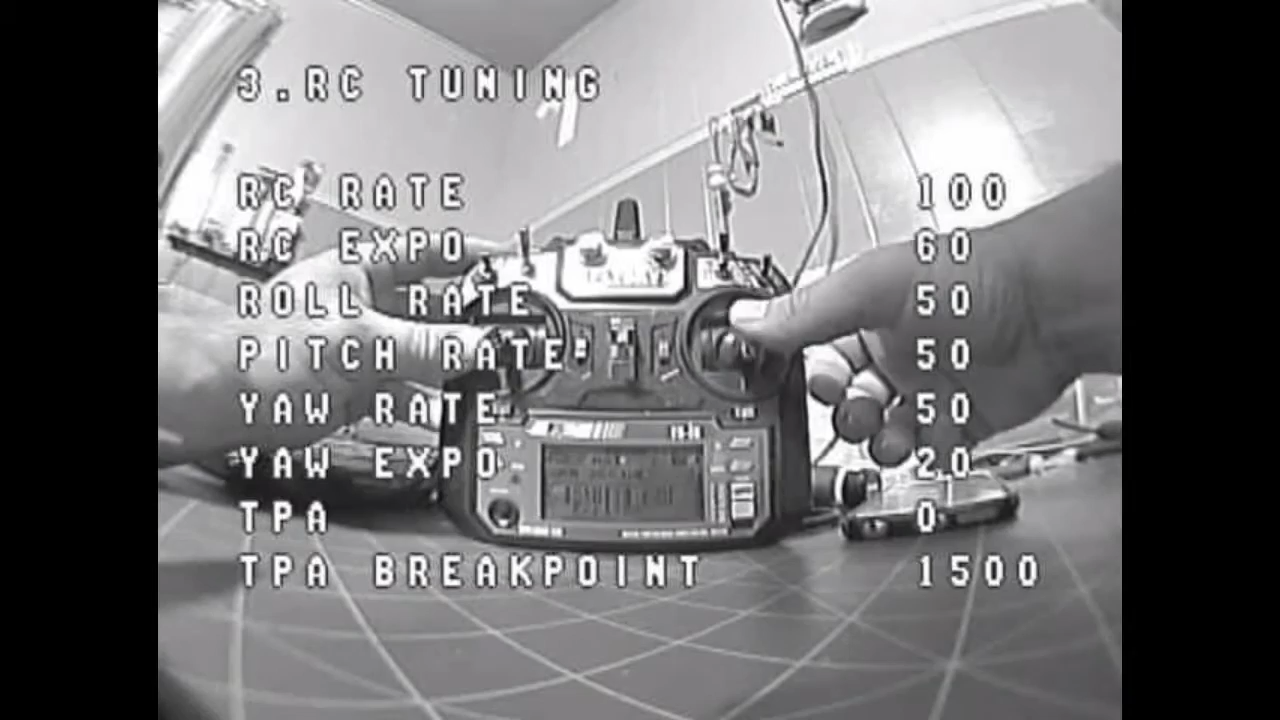 3.RC TUNING
RC RATE 100
RC EXPO 60
ROLL RATE 50
PITCH RATE 50
YAW RATE 50
YAW EXPO 20
TPA 0
TPA BREAKPOINT 1500